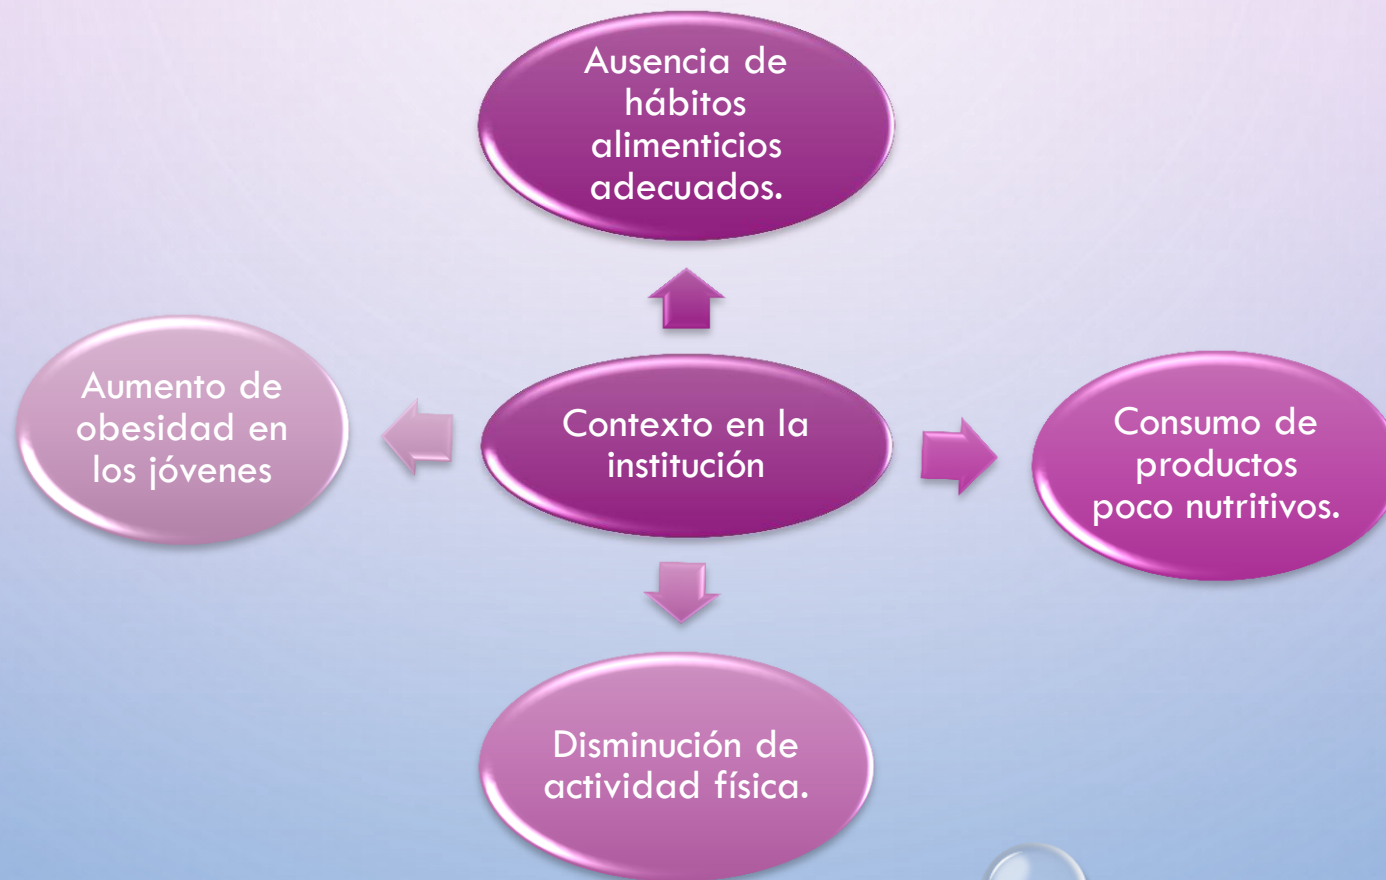 Ausencia de
hábitos
alimenticios
adecuados.
Aumento de
obesidad en
los jóvenes
Contexto en la
institución
Consumo de
productos
poco nutritivos.
Disminución de
actividad física.